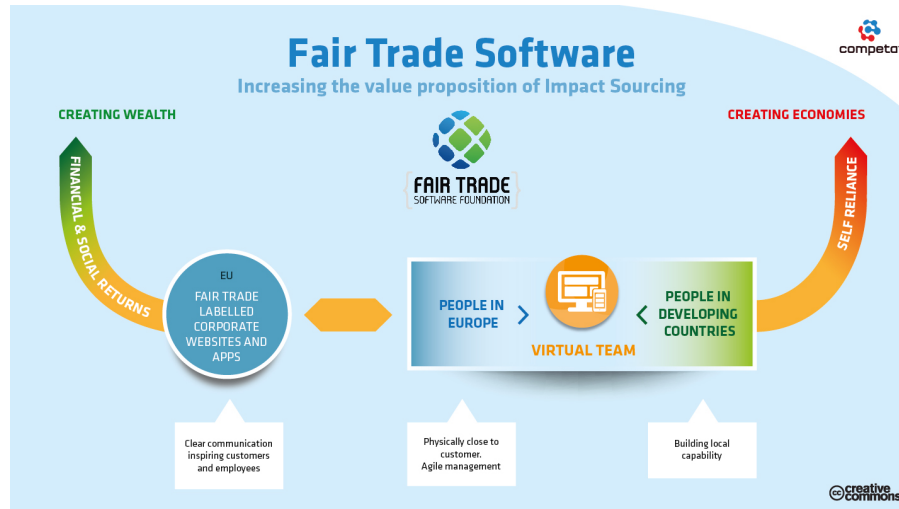 Fair Trade Software
competa
Increasing the value proposition of Impact Sourcing
CREATING WEALTH
CREATING ECONOMIES
FAIR TRADE
SOFTWARE FOUNDATION
FINANCIAL & SOCIAL RETURNS
SELF RELIANCE
EU
FAIR TRADE
LABELLED
CORPORATE
WEBSITES AND
APPS
PEOPLE IN
EUROPE
VIRTUAL TEAM
PEOPLE IN
DEVELOPING
COUNTRIES
Clear communication
inspiring customers
and employees
Physically close to
customer.
Agile management
Building local
capability
cc creative
commons